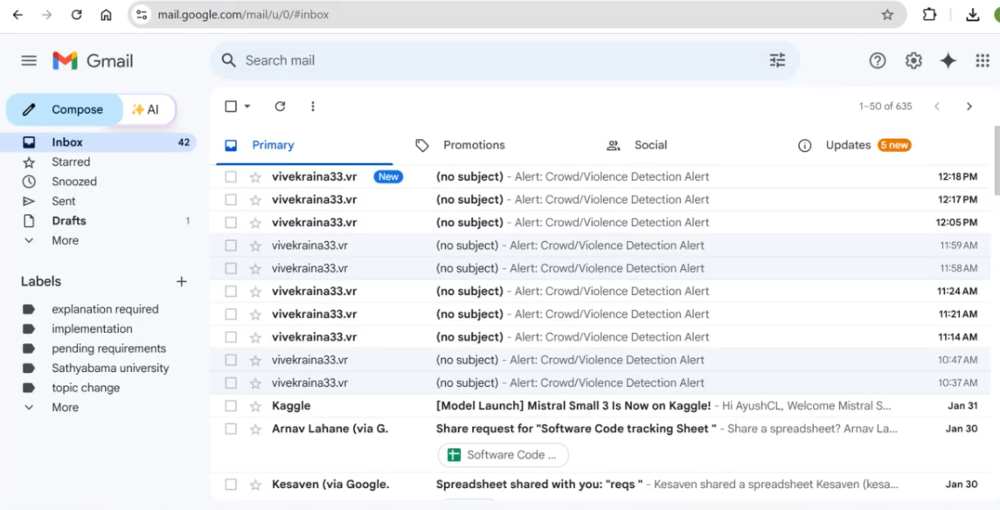 mail.google.com/mail/u/0/#inbox
Gmail
Search mail
Compose
AI
1–50 of 635
Inbox 42
Starred
Snoozed
Sent
Drafts 1
More
Labels
explanation required
implementation
pending requirements
Sathyabama university
topic change
More
Primary Promotions Social Updates 5 new
vivekraina33.vr New (no subject) - Alert: Crowd/Violence Detection Alert 12:18 PM
vivekraina33.vr (no subject) - Alert: Crowd/Violence Detection Alert 12:17 PM
vivekraina33.vr (no subject) - Alert: Crowd/Violence Detection Alert 12:05 PM
vivekraina33.vr (no subject) - Alert: Crowd/Violence Detection Alert 11:59 AM
vivekraina33.vr (no subject) - Alert: Crowd/Violence Detection Alert 11:58 AM
vivekraina33.vr (no subject) - Alert: Crowd/Violence Detection Alert 11:24 AM
vivekraina33.vr (no subject) - Alert: Crowd/Violence Detection Alert 11:21 AM
vivekraina33.vr (no subject) - Alert: Crowd/Violence Detection Alert 11:14 AM
vivekraina33.vr (no subject) - Alert: Crowd/Violence Detection Alert 10:47 AM
vivekraina33.vr (no subject) - Alert: Crowd/Violence Detection Alert 10:37 AM
Kaggle [Model Launch] Mistral Small 3 Is Now on Kaggle! - Hi AyushCL, Welcome Mistral S... Jan 31
Arnav Lahane (via G. Share request for "Software Code tracking Sheet " - Share a spreadsheet? Arnav La... Jan 30
Software Code ...
Kesaven (via Google. Spreadsheet shared with you: "reqs " - Kesaven shared a spreadsheet Kesaven (kesa... Jan 30